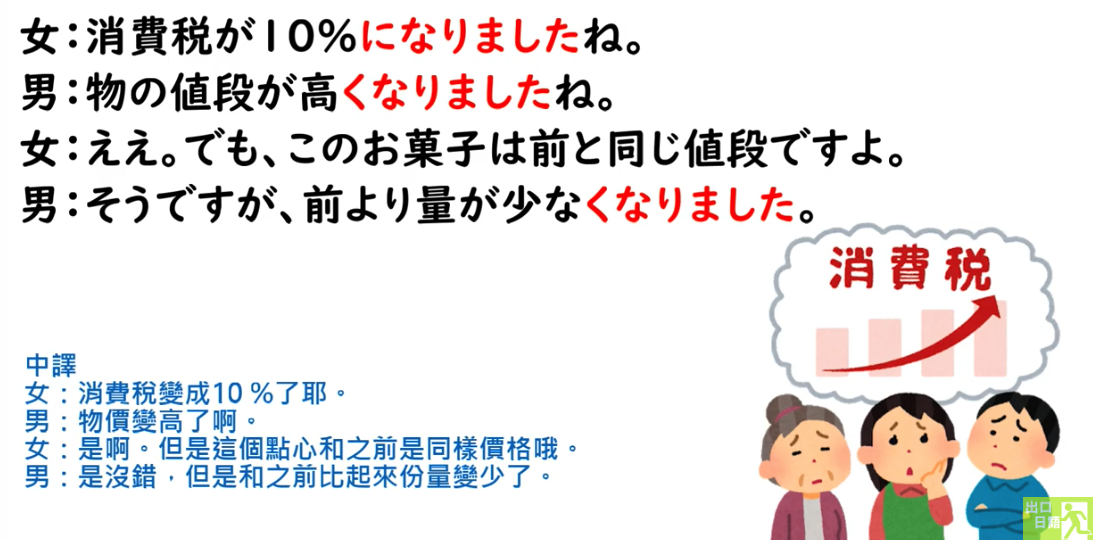 女：消費税が10%になりましたね。
男：物の値段が高くなりましたね。
女：ええ。でも、このお菓子は前と同じ値段ですよ。
男：そうですが、前より量が少なくなりました。
消費税
中譯
女：消費稅變成10 %了耶。
男：物價變高了啊。
女：是啊。但是這個點心和之前是同樣價格哦。
男：是沒錯，但是和之前比起來份量變少了。
出口
日語